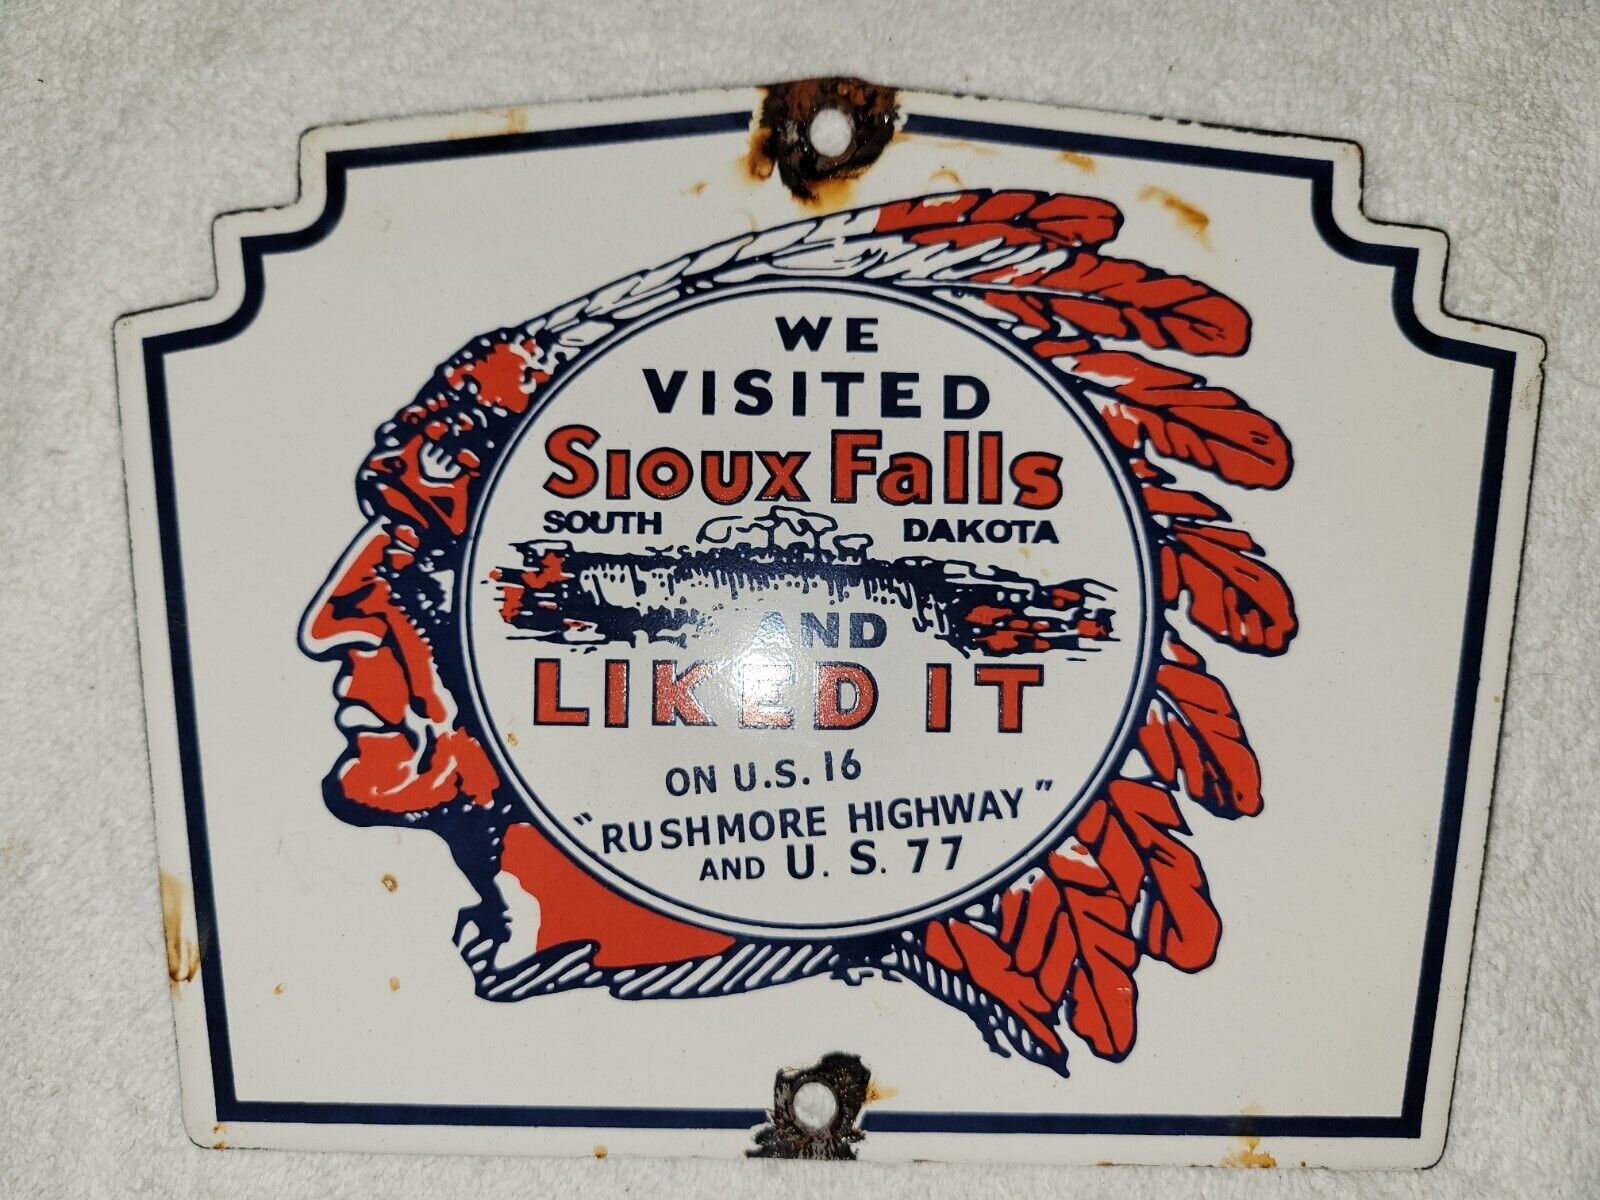 WE
VISITED
SIOUX FAllS
SOUTH DAKOTA
AND
LIKED IT
ON U.S. 16
"RUSHMORE HIGHWAY"
AND U. S. 77